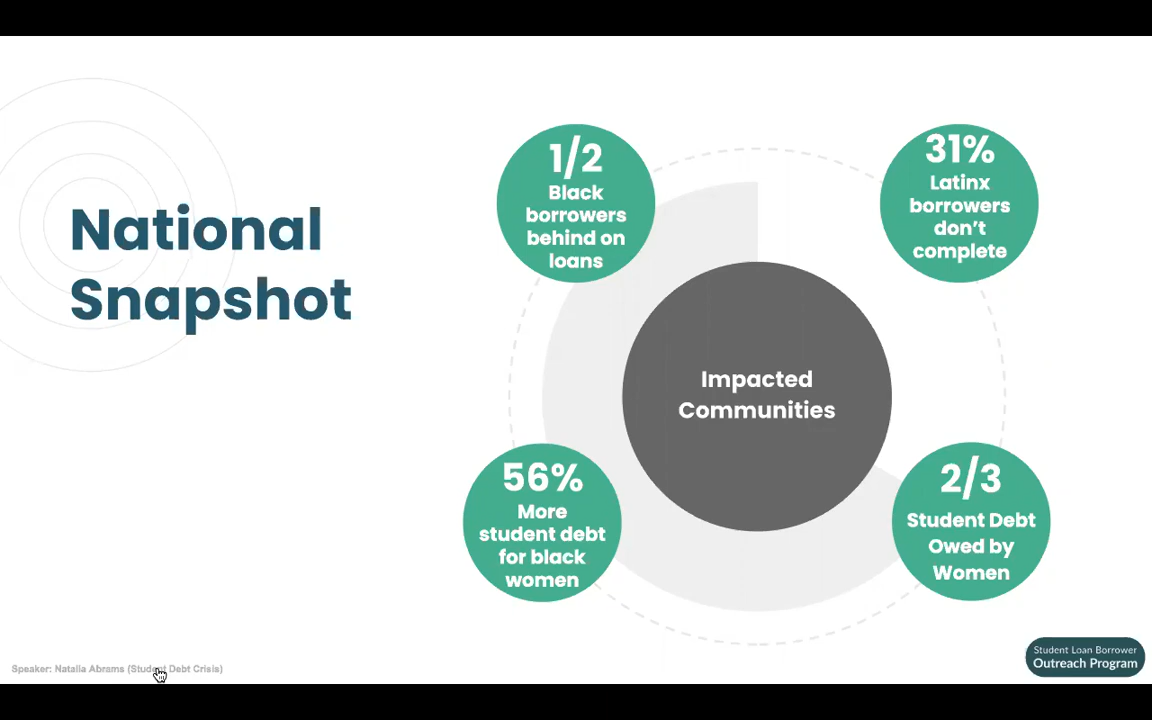 National
Snapshot
1/2
Black
borrowers
behind on
loans
31%
Latinx
borrowers
don't
complete
Impacted
Communities
56%
More
student debt
for black
women
2/3
Student Debt
Owed by
Women
Speaker: Natalia Abrams (Student Debt Crisis)
Student Loan Borrower
Outreach Program